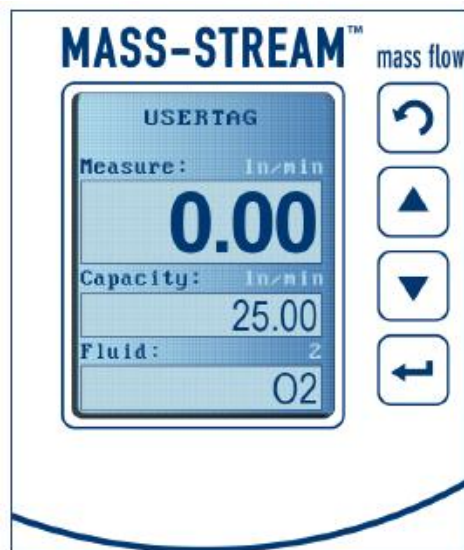 MASS-STREAM™ mass flow
USERTAG
Measure: ln/min
0.00
Capacity: ln/min
25.00
Fluid: 2
O2